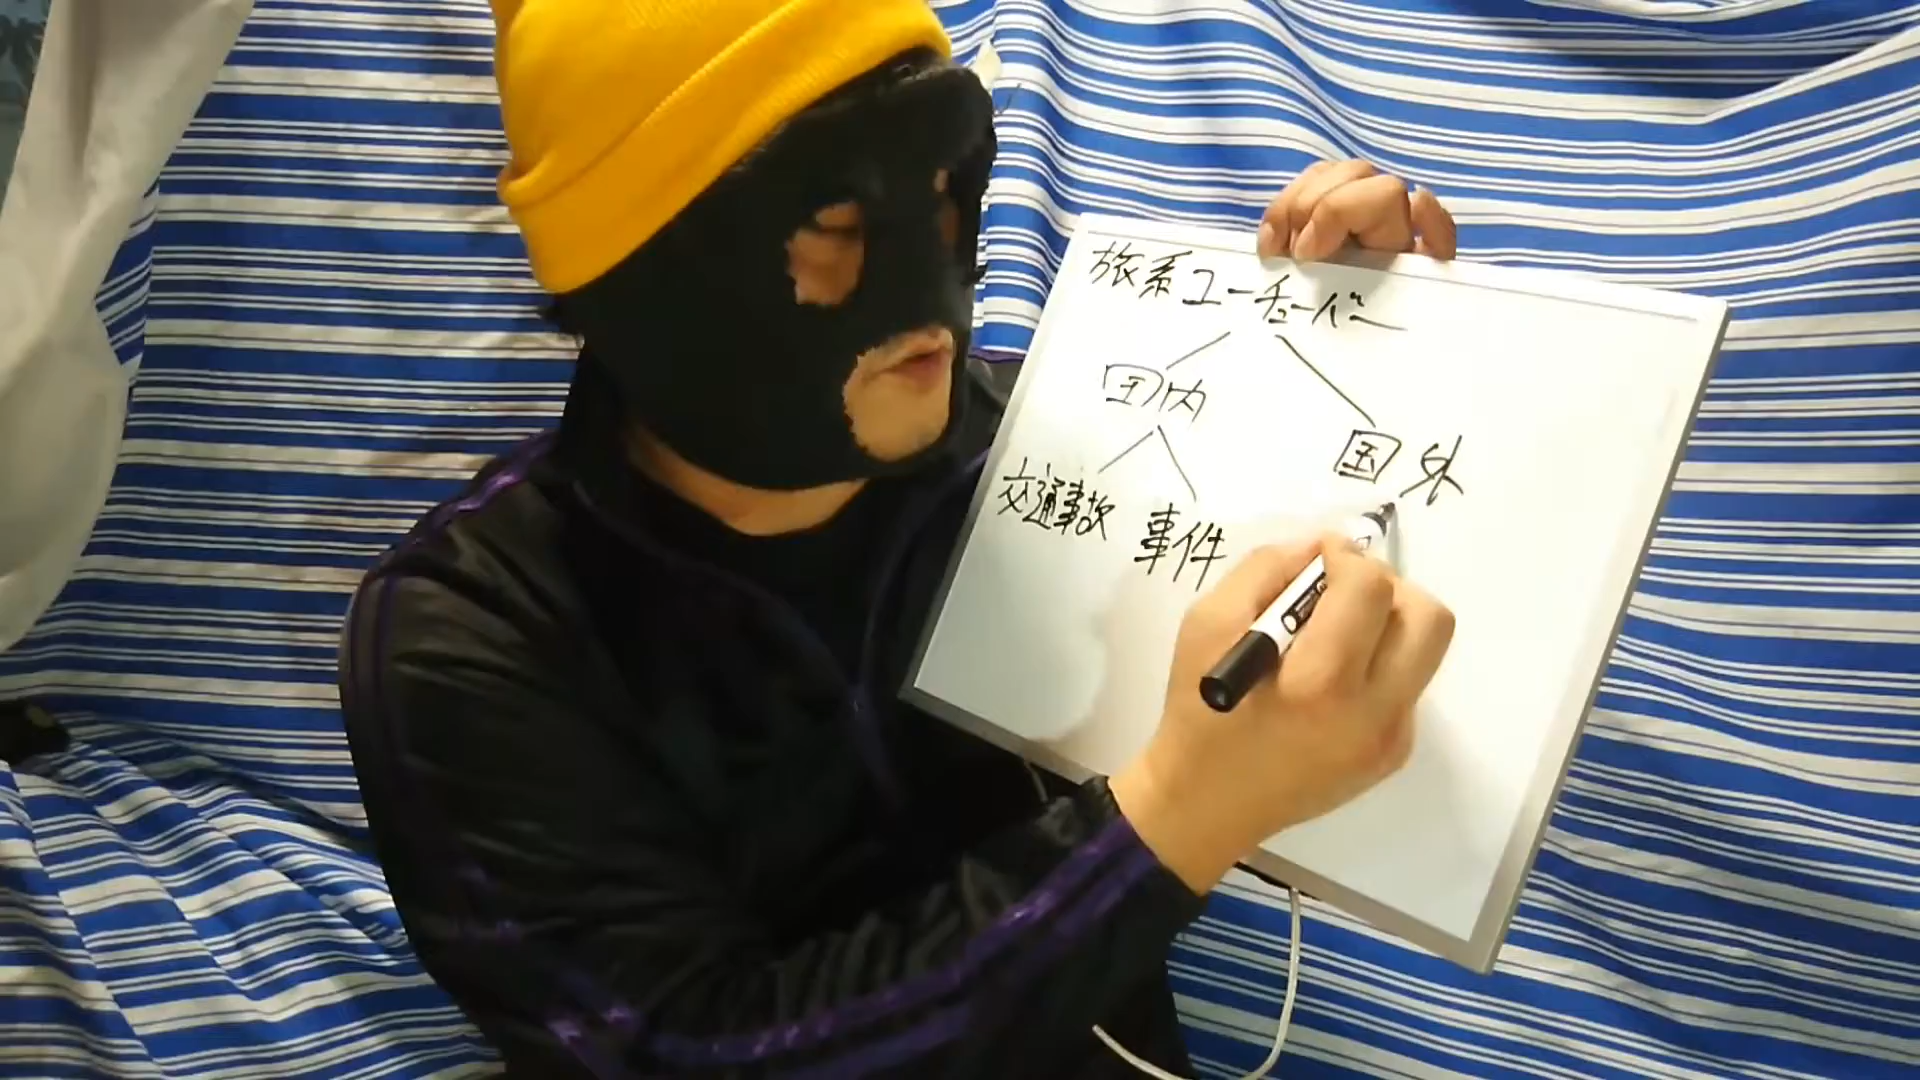 旅系ユーチューバー
国内
国外
交通事故
事件